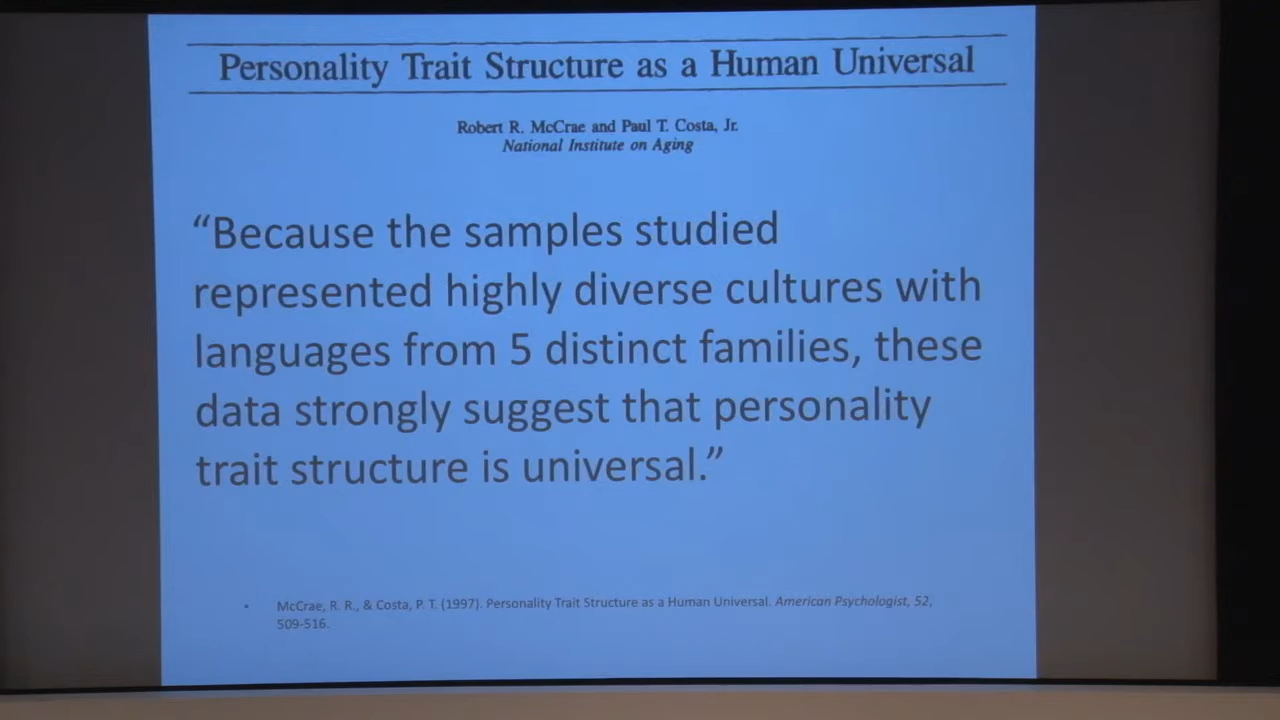 Personality Trait Structure as a Human Universal
Robert R. McCrae and Paul T. Costa, Jr.
National Institute on Aging
“Because the samples studied
represented highly diverse cultures with
languages from 5 distinct families, these
data strongly suggest that personality
trait structure is universal.”
• McCrae, R. R., & Costa, P. T. (1997). Personality Trait Structure as a Human Universal. American Psychologist, 52,
509-516.